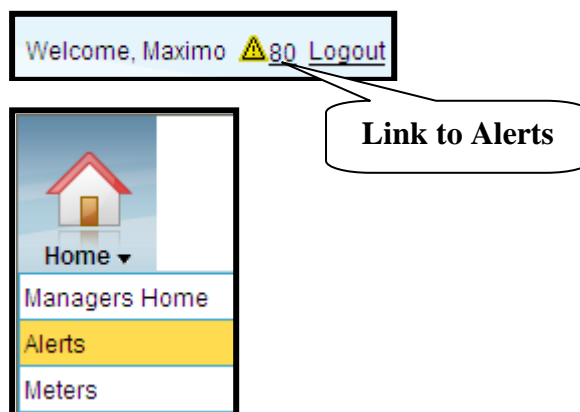 Welcome, Maximo 80 Logout
Link to Alerts
Home
Managers Home
Alerts
Meters